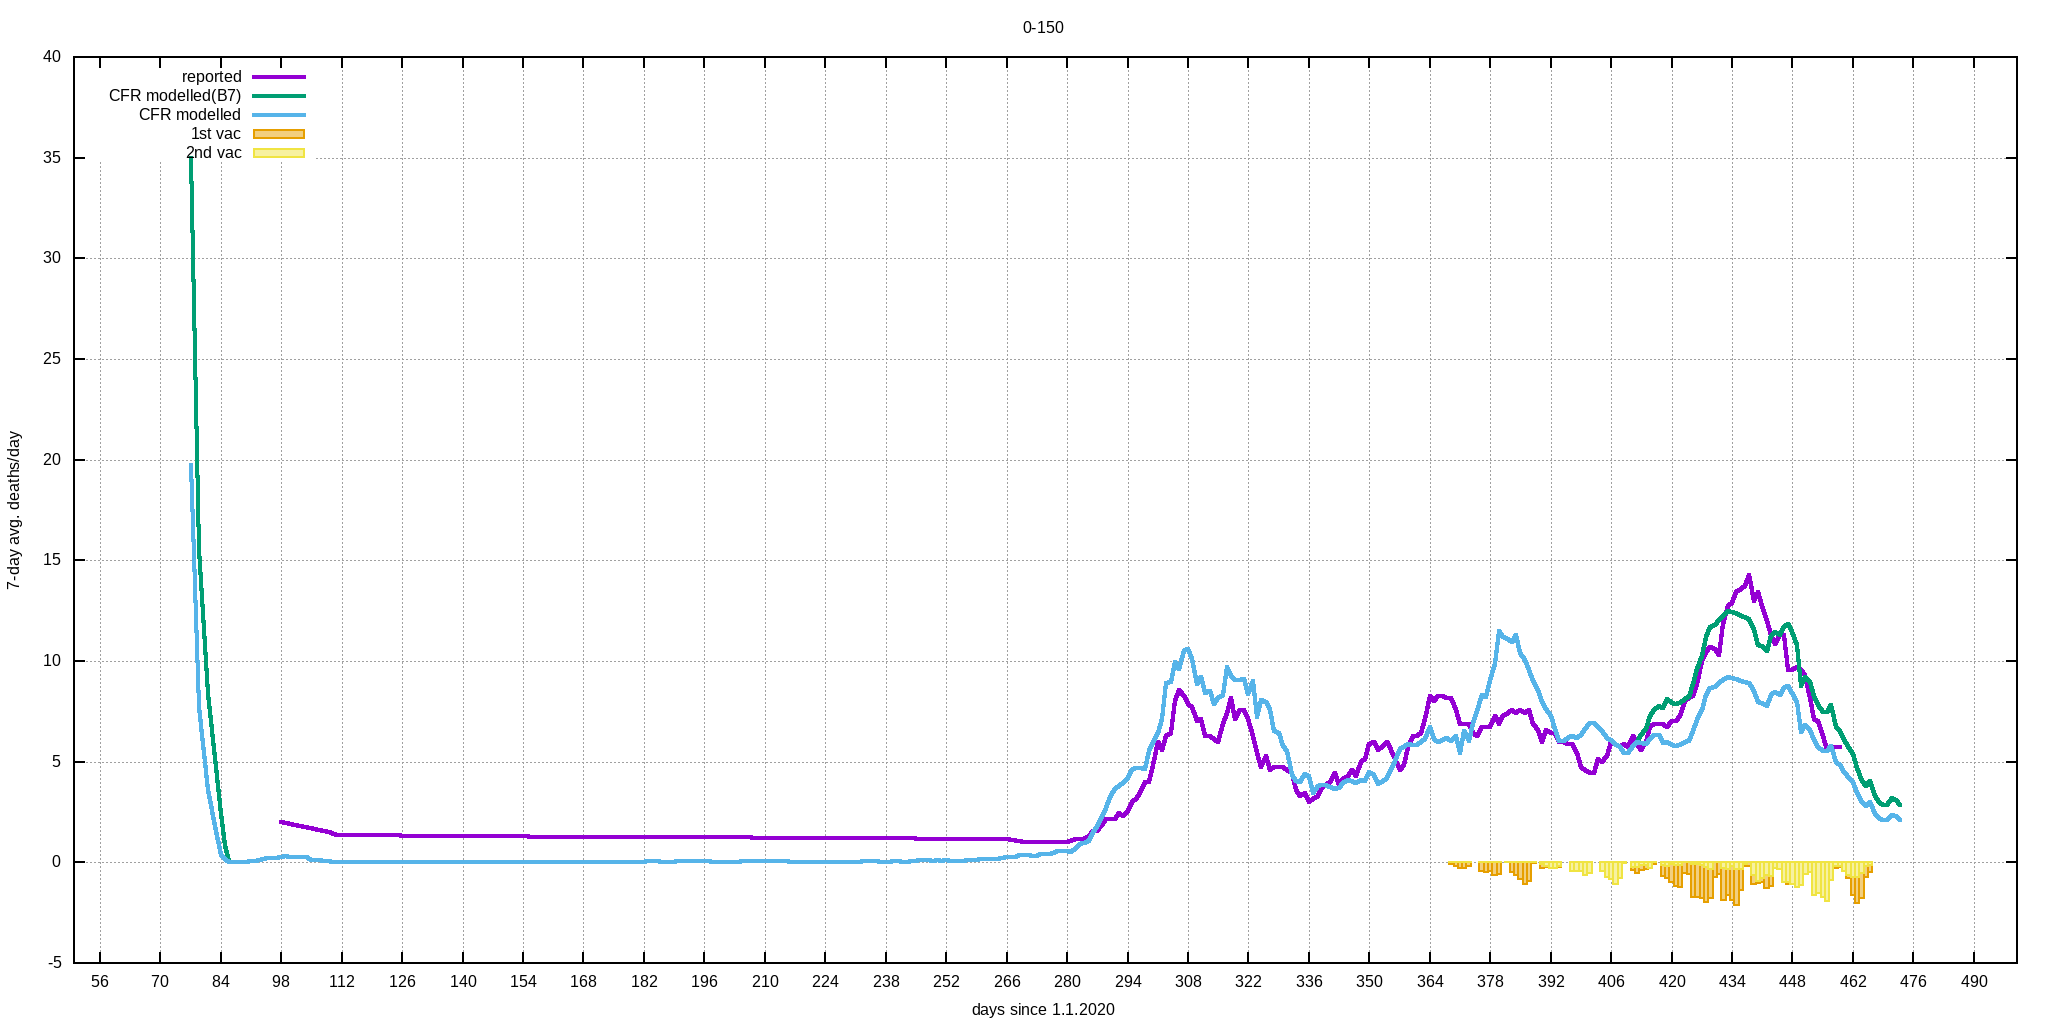 0-150
40
35
30
25
20
15
10
5
0
-5
7-day avg. deaths/day
reported
CFR modelled(B7)
CFR modelled
1st vac
2nd vac
56 70 84 98 112 126 140 154 168 182 196 210 224 238 252 266 280 294 308 322 336 350 364 378 392 406 420 434 448 462 476 490
days since 1.1.2020